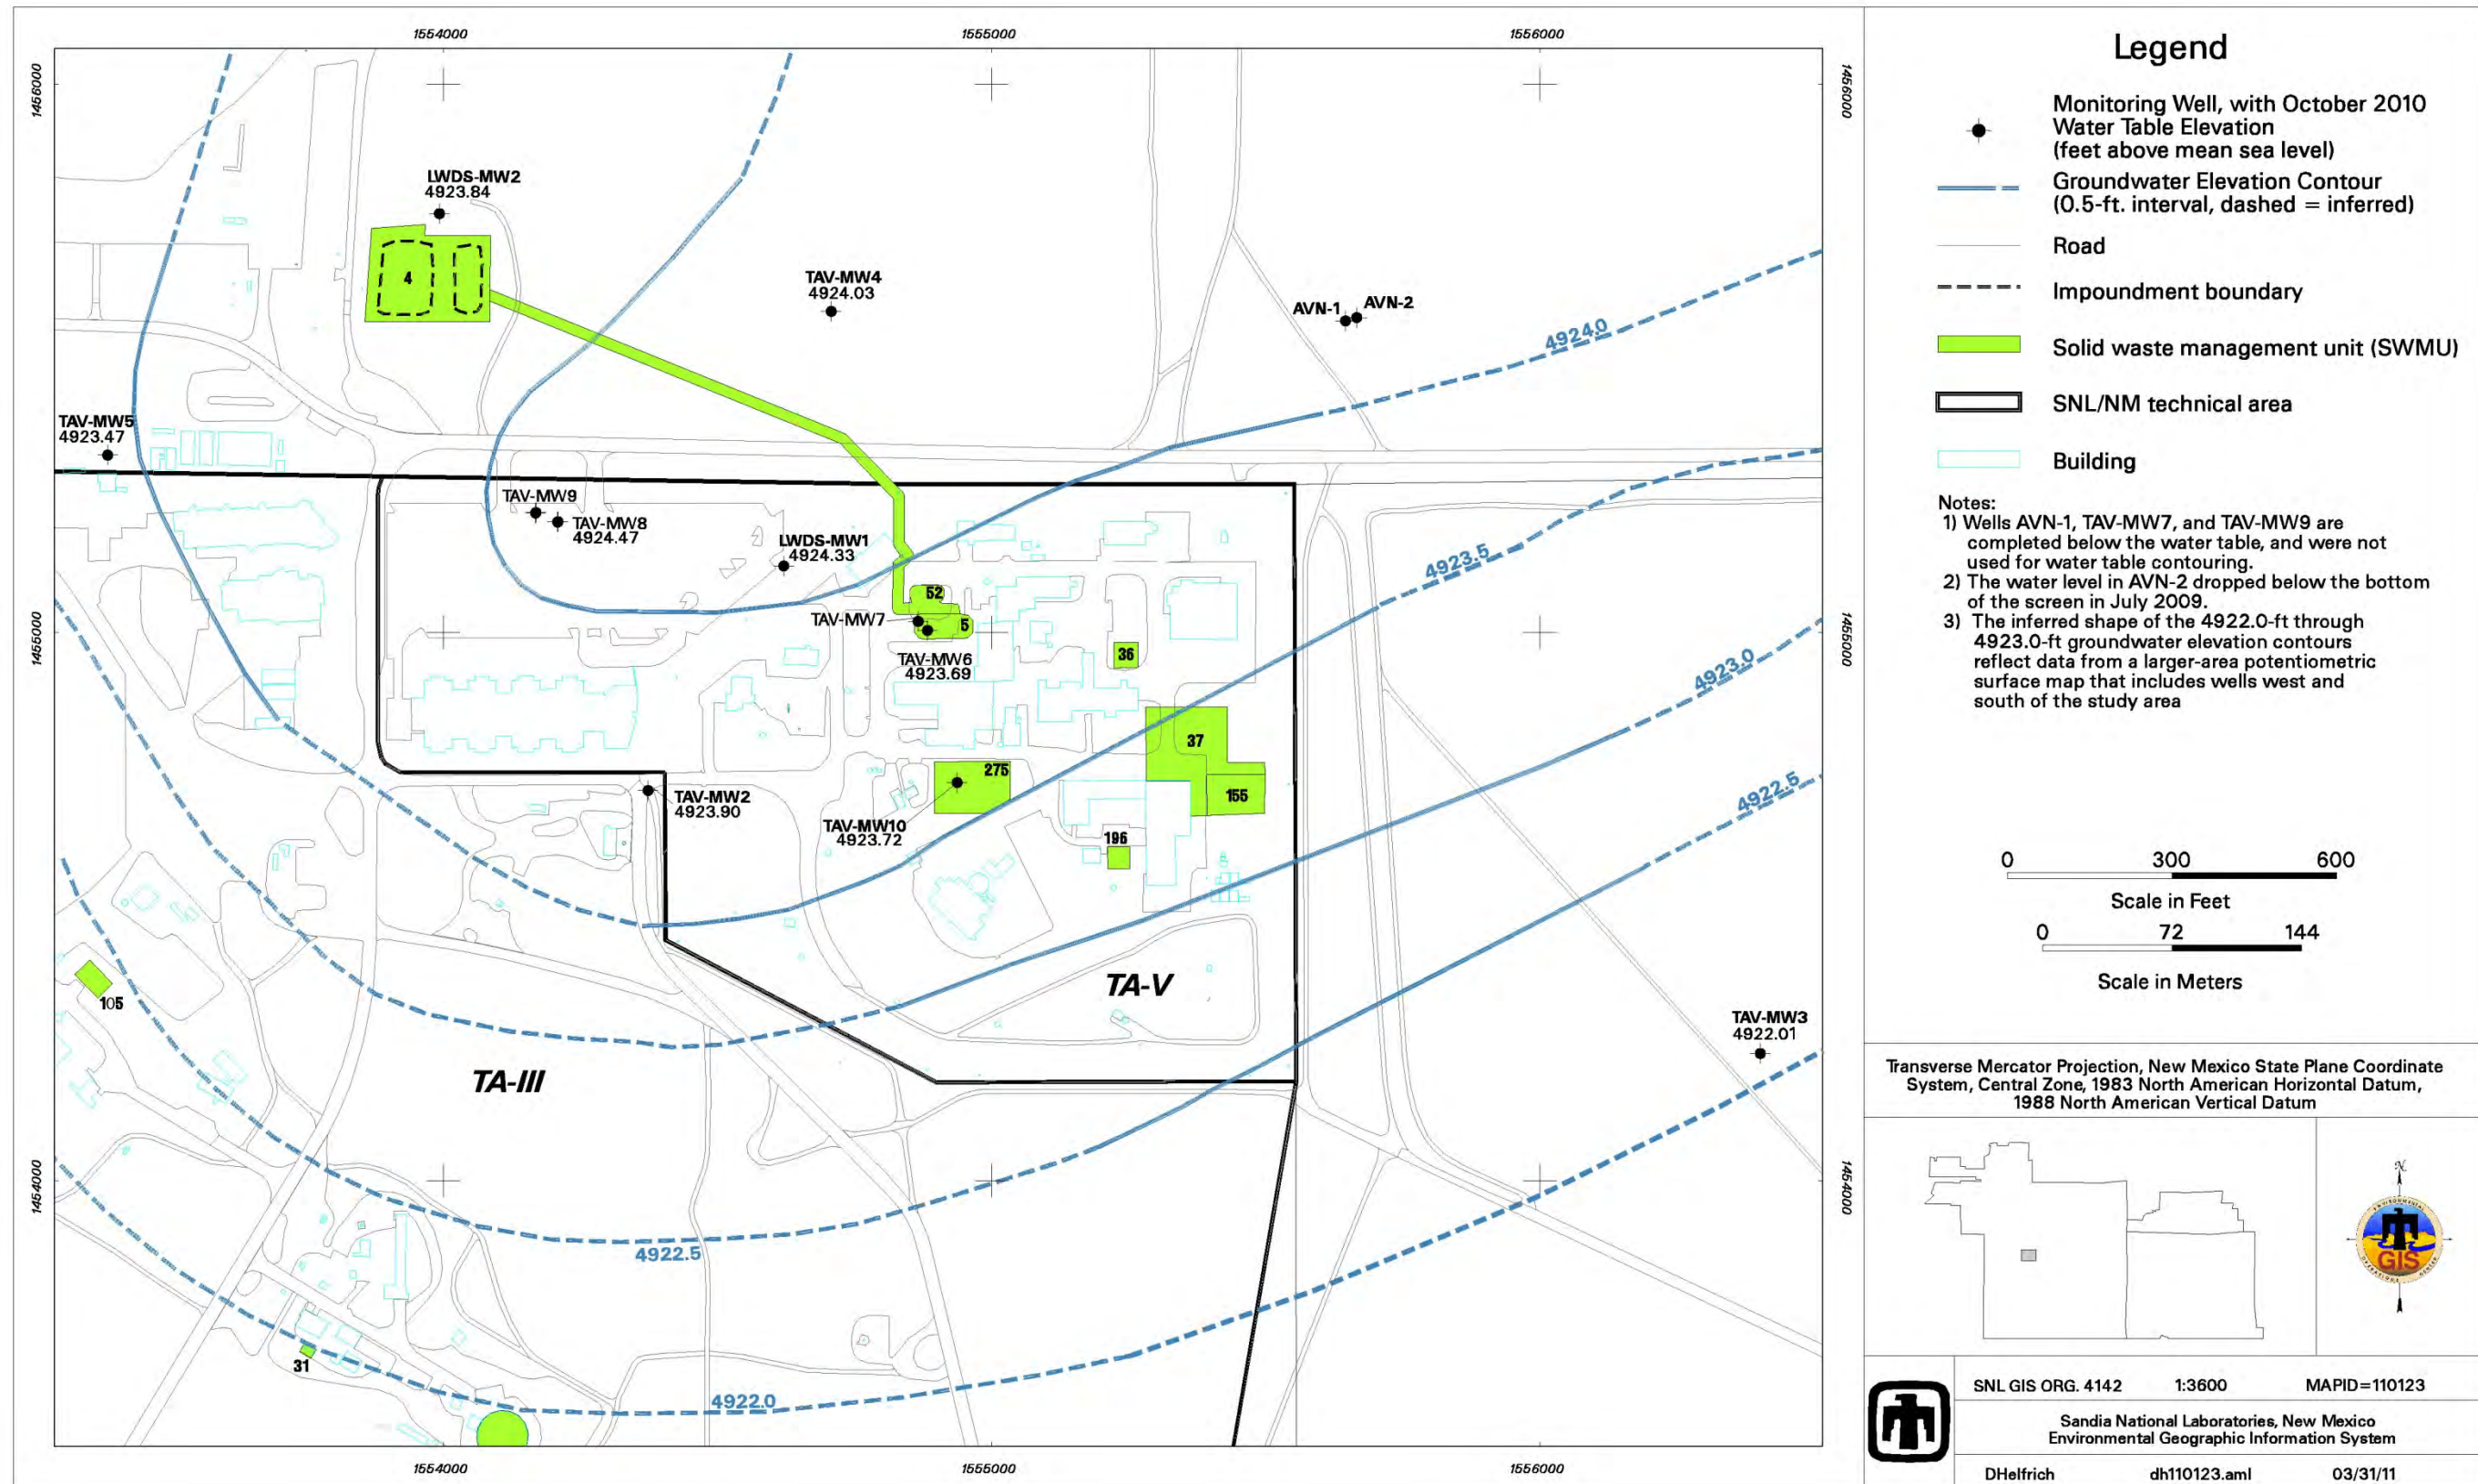 1554000
1555000
1556000
1456000
1456000
LWDS-MW2
4923.84
4
TAV-MW4
4924.03
AVN-1
AVN-2
4924.0
TAV-MW5
4923.47
TAV-MW9
TAV-MW8
4924.47
LWDS-MW1
4924.33
4923.5
52
TAV-MW7
5
1455000
1455000
TAV-MW6
4923.69
36
4923.0
37
275
TAV-MW2
4923.90
155
4922.5
TAV-MW10
4923.72
196
105
TA-V
TAV-MW3
4922.01
TA-III
1454000
1454000
4922.5
31
4922.0
1554000
1555000
1556000
Legend
Monitoring Well, with October 2010
Water Table Elevation
(feet above mean sea level)
Groundwater Elevation Contour
(0.5-ft. interval, dashed = inferred)
Road
Impoundment boundary
Solid waste management unit (SWMU)
SNL/NM technical area
Building
Notes:
1) Wells AVN-1, TAV-MW7, and TAV-MW9 are
completed below the water table, and were not
used for water table contouring.
2) The water level in AVN-2 dropped below the bottom
of the screen in July 2009.
3) The inferred shape of the 4922.0-ft through
4923.0-ft groundwater elevation contours
reflect data from a larger-area potentiometric
surface map that includes wells west and
south of the study area
0 300 600
Scale in Feet
0 72 144
Scale in Meters
Transverse Mercator Projection, New Mexico State Plane Coordinate
System, Central Zone, 1983 North American Horizontal Datum,
1988 North American Vertical Datum
N
GIS
SNL GIS ORG. 4142 1:3600 MAPID=110123
Sandia National Laboratories, New Mexico
Environmental Geographic Information System
DHelfrich dh110123.aml 03/31/11